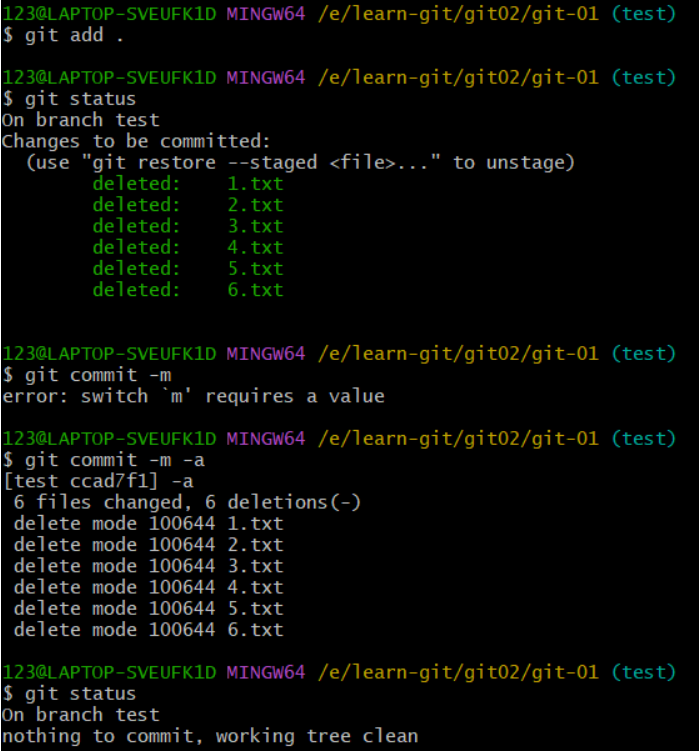 123@LAPTOP-SVEUFK1D MINGW64 /e/learn-git/git02/git-01 (test)
$ git add .
123@LAPTOP-SVEUFK1D MINGW64 /e/learn-git/git02/git-01 (test)
$ git status
On branch test
Changes to be committed:
  (use "git restore --staged <file>..." to unstage)
        deleted:    1.txt
        deleted:    2.txt
        deleted:    3.txt
        deleted:    4.txt
        deleted:    5.txt
        deleted:    6.txt
123@LAPTOP-SVEUFK1D MINGW64 /e/learn-git/git02/git-01 (test)
$ git commit -m
error: switch `m' requires a value
123@LAPTOP-SVEUFK1D MINGW64 /e/learn-git/git02/git-01 (test)
$ git commit -m -a
[test ccad7f1] -a
 6 files changed, 6 deletions(-)
 delete mode 100644 1.txt
 delete mode 100644 2.txt
 delete mode 100644 3.txt
 delete mode 100644 4.txt
 delete mode 100644 5.txt
 delete mode 100644 6.txt
123@LAPTOP-SVEUFK1D MINGW64 /e/learn-git/git02/git-01 (test)
$ git status
On branch test
nothing to commit, working tree clean